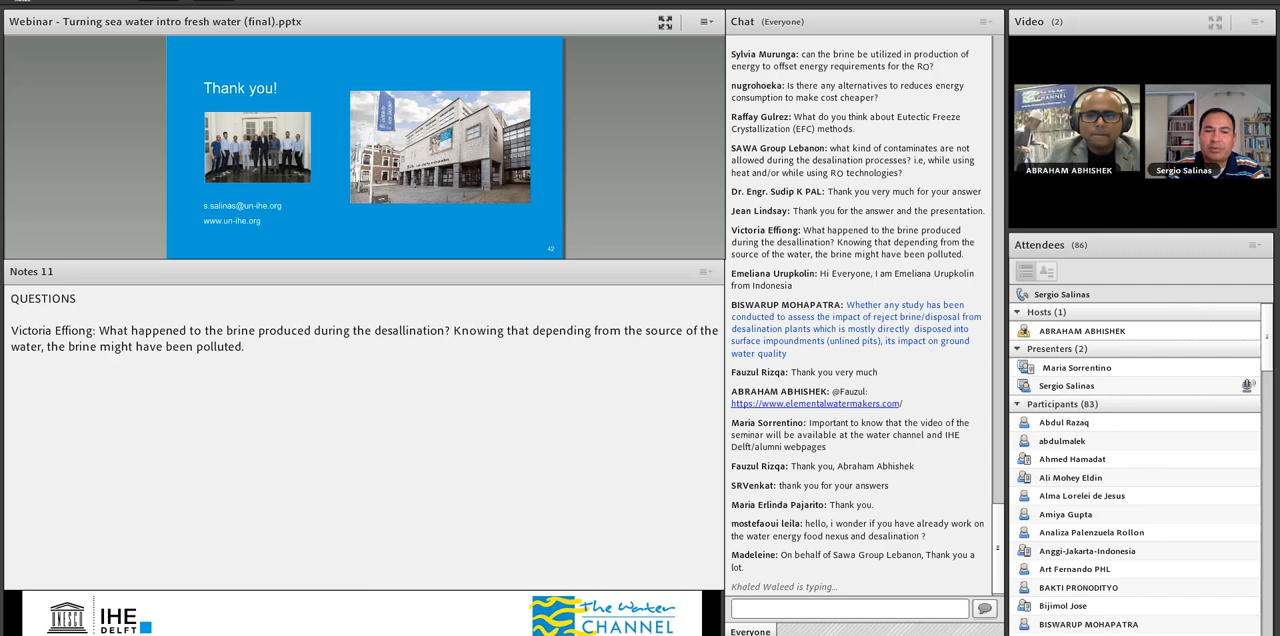 Webinar - Turning sea water intro fresh water (final).pptx
Thank you!
s.salinas@un-ihe.org
www.un-ihe.org
42
Notes 11
QUESTIONS
Victoria Effiong: What happened to the brine produced during the desallination? Knowing that depending from the source of the
water, the brine might have been polluted.
UNESCO
IHE
DELFT
the Water
CHANNEL
Chat (Everyone)
Sylvia Murunga: can the brine be utilized in production of
energy to offset energy requirements for the RO?
nugrohoeka: Is there any alternatives to reduces energy
consumption to make cost cheaper?
Raffay Gulrez: What do you think about Eutectic Freeze
Crystallization (EFC) methods.
SAWA Group Lebanon: what kind of contaminates are not
allowed during the desalination processes? i.e, while using
heat and/or while using RO technologies?
Dr. Engr. Sudip K PAL: Thank you very much for your answer
Jean Lindsay: Thank you for the answer and the presentation.
Victoria Effiong: What happened to the brine produced
during the desallination? Knowing that depending from the
source of the water, the brine might have been polluted.
Emeliana Urupkolin: Hi Everyone, I am Emeliana Urupkolin
from Indonesia
BISWARUP MOHAPATRA: Whether any study has been
conducted to assess the impact of reject brine/disposal from
desalination plants which is mostly directly disposed into
surface impoundments (unlined pits), its impact on ground
water quality
Fauzul Rizqa: Thank you very much
ABRAHAM ABHISHEK: @Fauzul:
https://www.elementalwatermakers.com/
Maria Sorrentino: Important to know that the video of the
seminar will be available at the water channel and IHE
Delft/alumni webpages
Fauzul Rizqa: Thank you, Abraham Abhishek
SRVenkat: thank you for your answers
Maria Erlinda Pajarito: Thank you.
mostefaoui leila: hello, i wonder if you have already work on
the water energy food nexus and desalination ?
Madeleine: On behalf of Sawa Group Lebanon, Thank you a
lot.
Khaled Waleed is typing...
Everyone
Video (2)
CHANNEL
ABRAHAM ABHISHEK
Sergio Salinas
Attendees (86)
Sergio Salinas
Hosts (1)
ABRAHAM ABHISHEK
Presenters (2)
Maria Sorrentino
Sergio Salinas
Participants (83)
Abdul Razaq
abdulmalek
Ahmed Hamadat
Ali Mohey Eldin
Alma Lorelei de Jesus
Amiya Gupta
Analiza Palenzuela Rollon
Anggi-Jakarta-Indonesia
Art Fernando PHL
BAKTI PRONODITYO
Bijimol Jose
BISWARUP MOHAPATRA